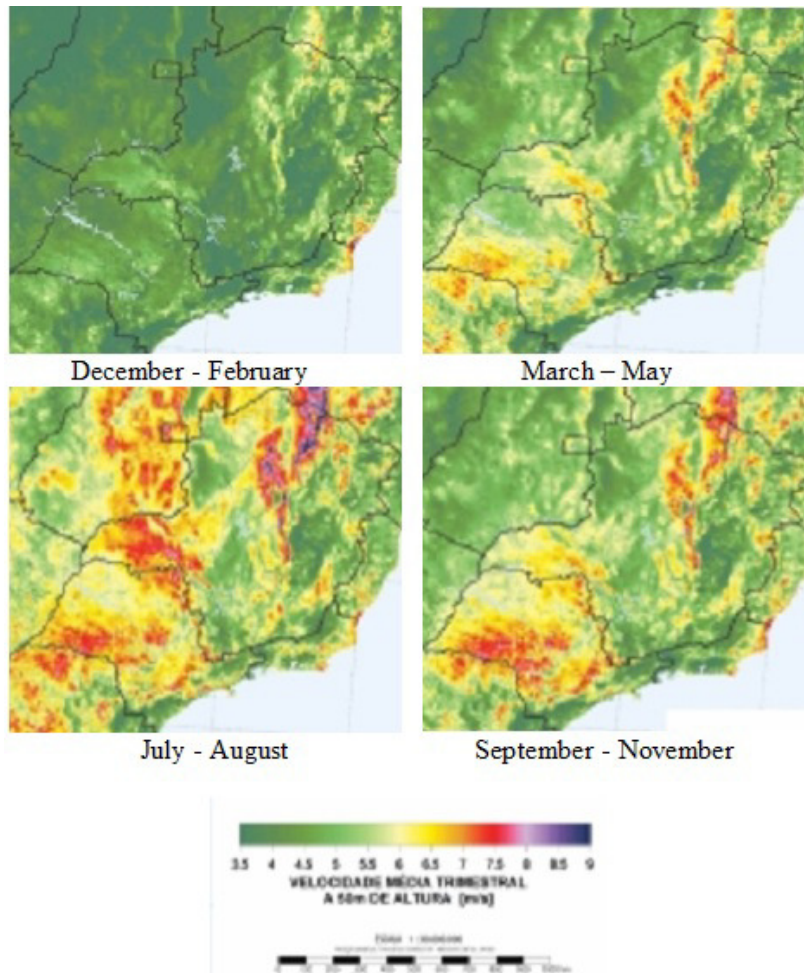 December - February
March – May
July - August
September - November
3.5 4 4.5 5 5.5 6 6.5 7 7.5 8 8.5 9
VELOCIDADE MÉDIA TRIMESTRAL
A 50m DE ALTURA [m/s]